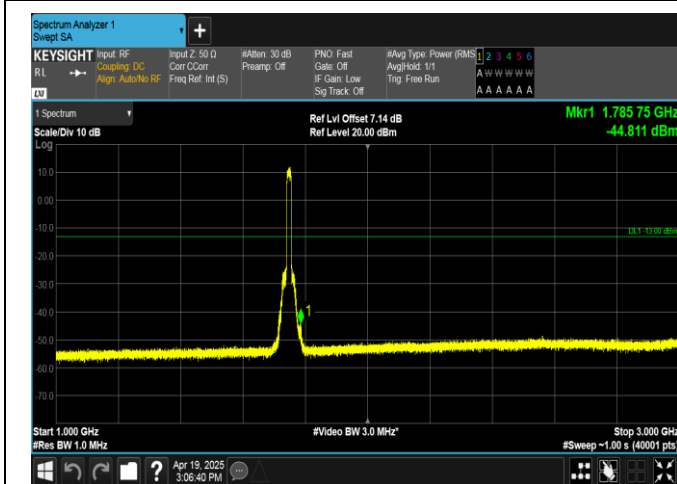 Spectrum Analyzer 1
Swept SA
+
KEYSIGHT
RL
LXI
Input: RF
Coupling: DC
Align: Auto/No RF
Input Z: 50 Ω
Corr CCorr
Freq Ref: Int (S)
#Atten: 30 dB
Preamp: Off
PNO: Fast
Gate: Off
IF Gain: Low
Sig Track: Off
#Avg Type: Power (RMS
Avg|Hold: 1/1
Trig: Free Run
1 2 3 4 5 6
A W W W W W
A A A A A A
1 Spectrum
Scale/Div 10 dB
Log
Ref Lvl Offset 7.14 dB
Ref Level 20.00 dBm
Mkr1 1.785 75 GHz
-44.811 dBm
10.0
0.00
-10.0
-20.0
-30.0
-40.0
-50.0
-60.0
-70.0
DL1 -13.00 dBm
1
Start 1.000 GHz
#Res BW 1.0 MHz
#Video BW 3.0 MHz*
Stop 3.000 GHz
#Sweep ~1.00 s (40001 pts)
?
Apr 19, 2025
3:06:40 PM